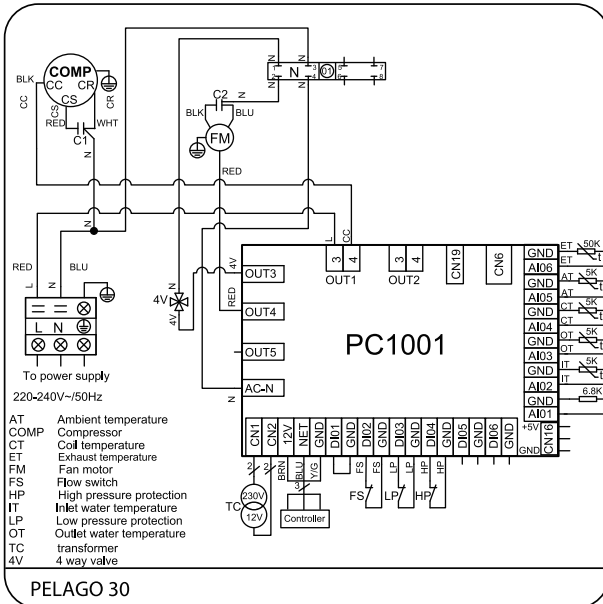 COMP
CC
CR
CS
BLK
CC
CS
RED
WHT
CR
C1
N
N
N
N
1
2
N
3
4
01
5
6
7
8
C2
N
BLK
BLU
FM
RED
L
CC
RED
L
N
BLU
L N
To power supply
220-240V~/50Hz
N
4V
4V
4V
RED
N
OUT3
OUT4
OUT5
AC-N
3 4
OUT1
3 4
OUT2
CN19
CN6
PC1001
GND
AI06
GND
AI05
GND
AI04
GND
AI03
GND
AI02
GND
AI01
+5V
GND
CN16
ET 50K
ET t
AT 5K
AT t
CT 5K
CT t
OT 5K
OT t
IT 5K
IT t
6.8K
CN1
CN2
12V
NET
GND
GND
DI01
GND
DI02
GND
DI03
GND
DI04
GND
DI05
GND
DI06
GND
2
2
BRN
BLU
Y/G
3
FS
FS
LP
LP
HP
HP
TC
230V
12V
Controller
FS
LP
HP
AT Ambient temperature
COMP Compressor
CT Coil temperature
ET Exhaust temperature
FM Fan motor
FS Flow switch
HP High pressure protection
IT Inlet water temperature
LP Low pressure protection
OT Outlet water temperature
TC transformer
4V 4 way valve
PELAGO 30